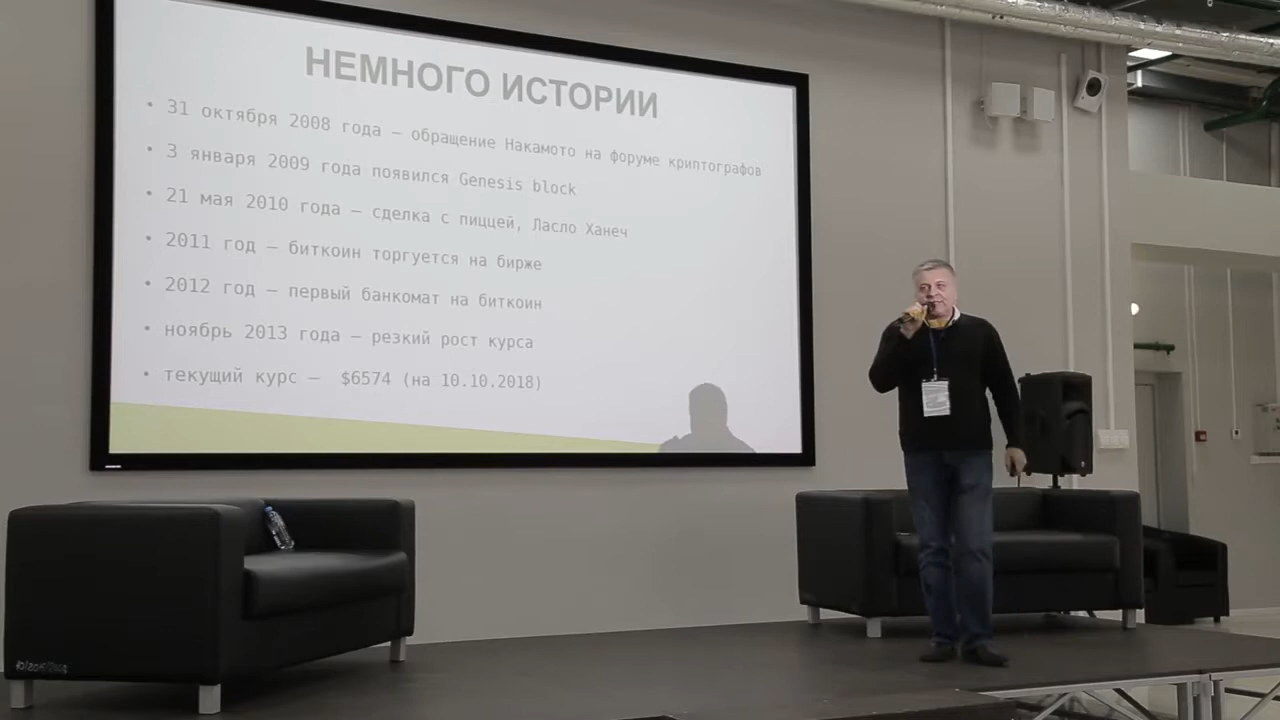 НЕМНОГО ИСТОРИИ
• 31 октября 2008 года – обращение Накамото на форуме криптографов
• 3 января 2009 года появился Genesis block
• 21 мая 2010 года – сделка с пиццей, Ласло Ханеч
• 2011 год – биткоин торгуется на бирже
• 2012 год – первый банкомат на биткоин
• ноябрь 2013 года – резкий рост курса
• текущий курс – $6574 (на 10.10.2018)